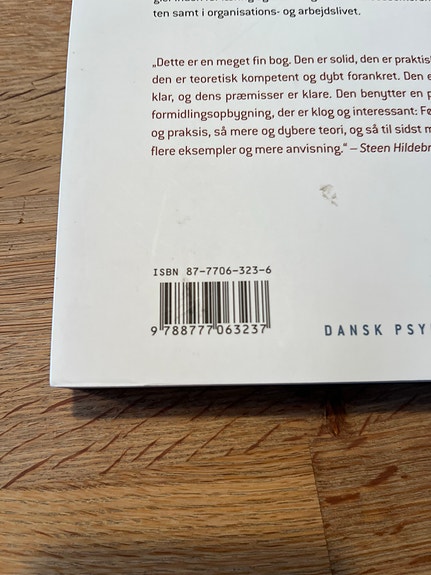 ten samt i organisations- og arbejdslivet.
„Dette er en meget fin bog. Den er solid, den er praktis
den er teoretisk kompetent og dybt forankret. Den e
klar, og dens præmisser er klare. Den benytter en p
formidlingsopbygning, der er klog og interessant: Fø
og praksis, så mere og dybere teori, og så til sidst m
flere eksempler og mere anvisning.“ – Steen Hildebr
ISBN 87-7706-323-6
9 788777 063237
DANSK PSY